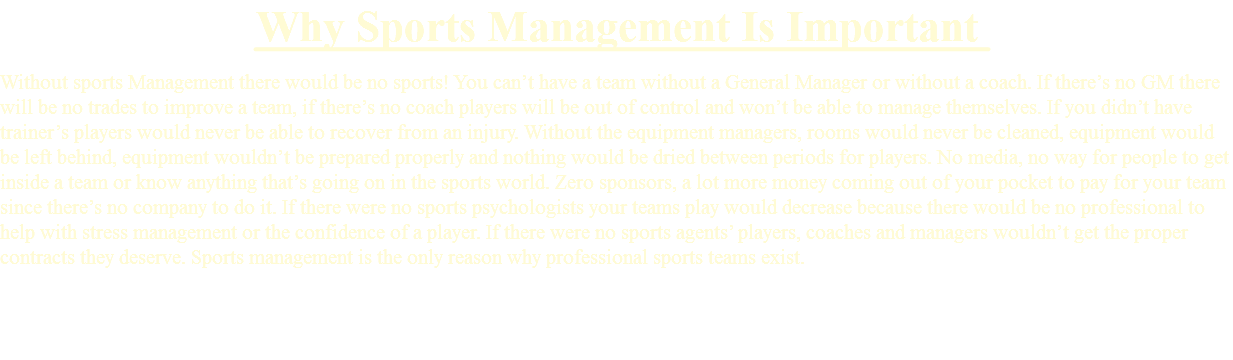 Why Sports Management Is Important
Without sports Management there would be no sports! You can’t have a team without a General Manager or without a coach. If there’s no GM there
will be no trades to improve a team, if there’s no coach players will be out of control and won’t be able to manage themselves. If you didn’t have
trainer’s players would never be able to recover from an injury. Without the equipment managers, rooms would never be cleaned, equipment would
be left behind, equipment wouldn’t be prepared properly and nothing would be dried between periods for players. No media, no way for people to get
inside a team or know anything that’s going on in the sports world. Zero sponsors, a lot more money coming out of your pocket to pay for your team
since there’s no company to do it. If there were no sports psychologists your teams play would decrease because there would be no professional to
help with stress management or the confidence of a player. If there were no sports agents’ players, coaches and managers wouldn’t get the proper
contracts they deserve. Sports management is the only reason why professional sports teams exist.